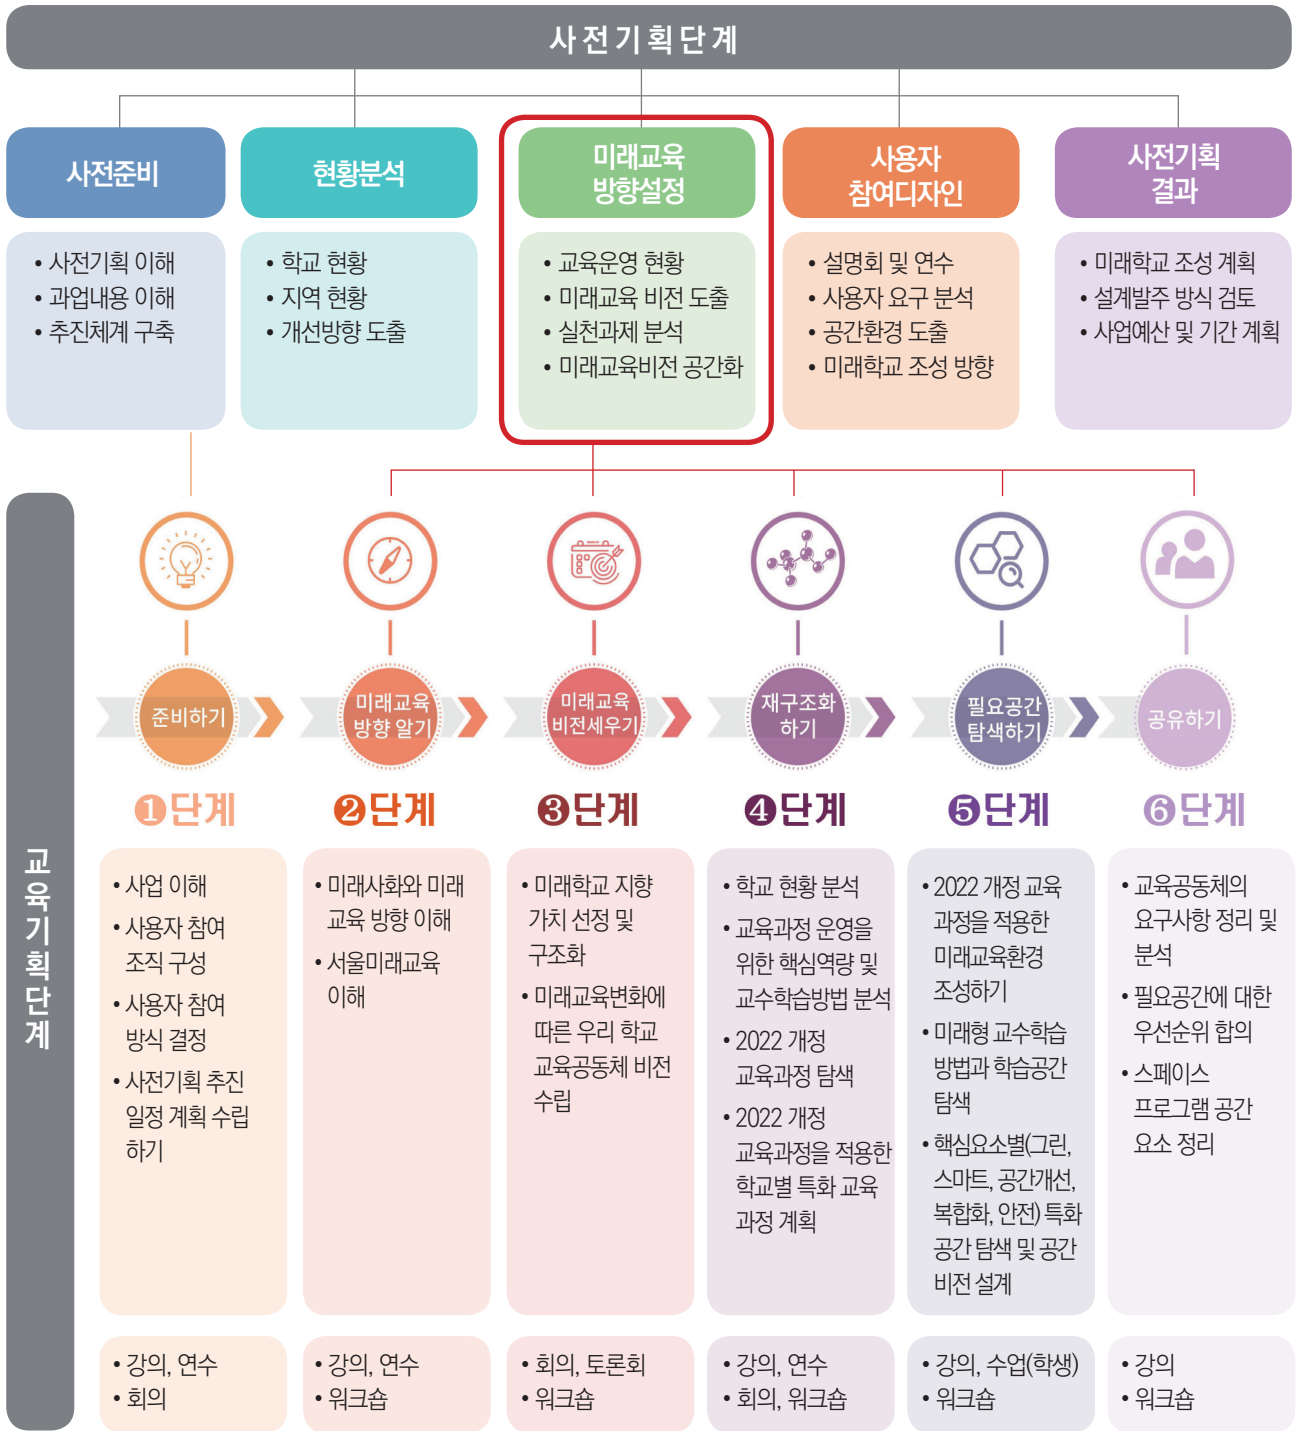 사전기획단계
사전준비
• 사전기획 이해
• 과업내용 이해
• 추진체계 구축
현황분석
• 학교 현황
• 지역 현황
• 개선방향 도출
미래교육
방향설정
• 교육운영 현황
• 미래교육 비전 도출
• 실천과제 분석
• 미래교육비전 공간화
사용자
참여디자인
• 설명회 및 연수
• 사용자 요구 분석
• 공간환경 도출
• 미래학교 조성 방향
사전기획
결과
• 미래학교 조성 계획
• 설계발주 방식 검토
• 사업예산 및 기간 계획
교육기획단계
준비하기
❶단계
• 사업 이해
• 사용자 참여
조직 구성
• 사용자 참여
방식 결정
• 사전기획 추진
일정 계획 수립
하기
• 강의, 연수
• 회의
미래교육
방향 알기
❷단계
• 미래사회와 미래
교육 방향 이해
• 서울미래교육
이해
• 강의, 연수
• 워크숍
미래교육
비전세우기
❸단계
• 미래학교 지향
가치 선정 및
구조화
• 미래교육변화에
따른 우리 학교
교육공동체 비전
수립
• 회의, 토론회
• 워크숍
재구조화
하기
❹단계
• 학교 현황 분석
• 교육과정 운영을
위한 핵심역량 및
교수학습방법 분석
• 2022 개정
교육과정 탐색
• 2022 개정
교육과정을 적용한
학교별 특화 교육
과정 계획
• 강의, 연수
• 회의, 워크숍
필요공간
탐색하기
❺단계
• 2022 개정 교육
과정을 적용한
미래교육환경
조성하기
• 미래형 교수학습
방법과 학습공간
탐색
• 핵심요소별(그린,
스마트, 공간개선,
복합화, 안전) 특화
공간 탐색 및 공간
비전 설계
• 강의, 수업(학생)
• 워크숍
공유하기
❻단계
• 교육공동체의
요구사항 정리 및
분석
• 필요공간에 대한
우선순위 합의
• 스페이스
프로그램 공간
요소 정리
• 강의
• 워크숍